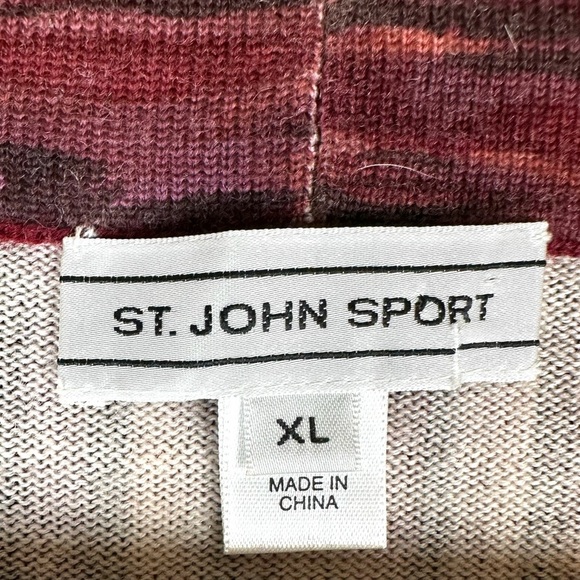 ST. JOHN SPORT
XL
MADE IN
CHINA